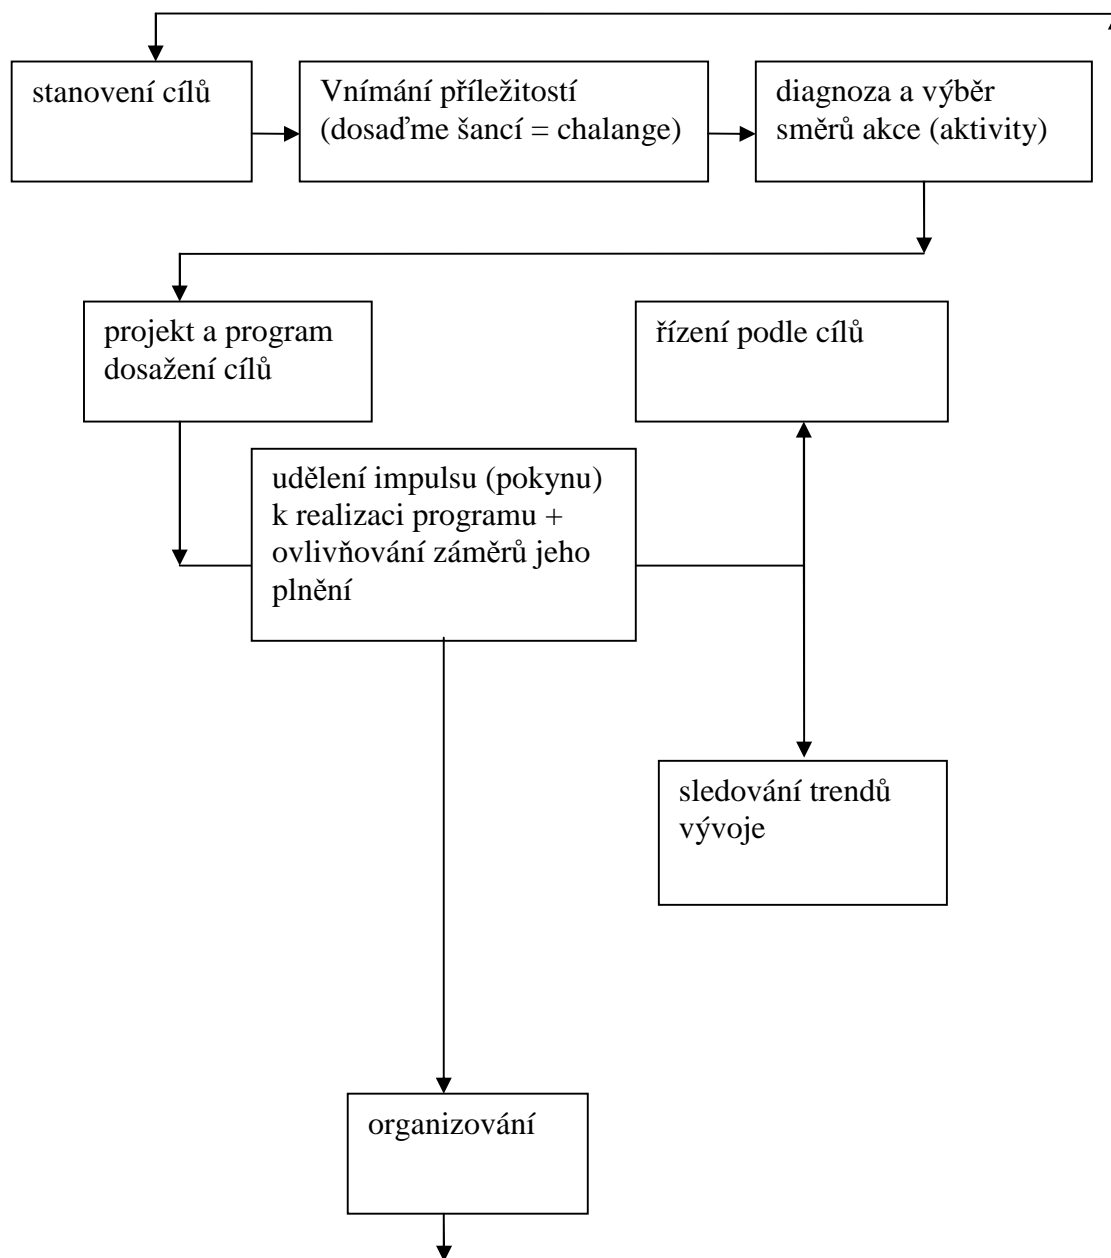 stanovení cílů
Vnímání příležitostí
(dosaďme šancí = chalange)
diagnoza a výběr
směrů akce (aktivity)
projekt a program
dosažení cílů
řízení podle cílů
udělení impulsu (pokynu)
k realizaci programu +
ovlivňování záměrů jeho
plnění
sledování trendů
vývoje
organizování